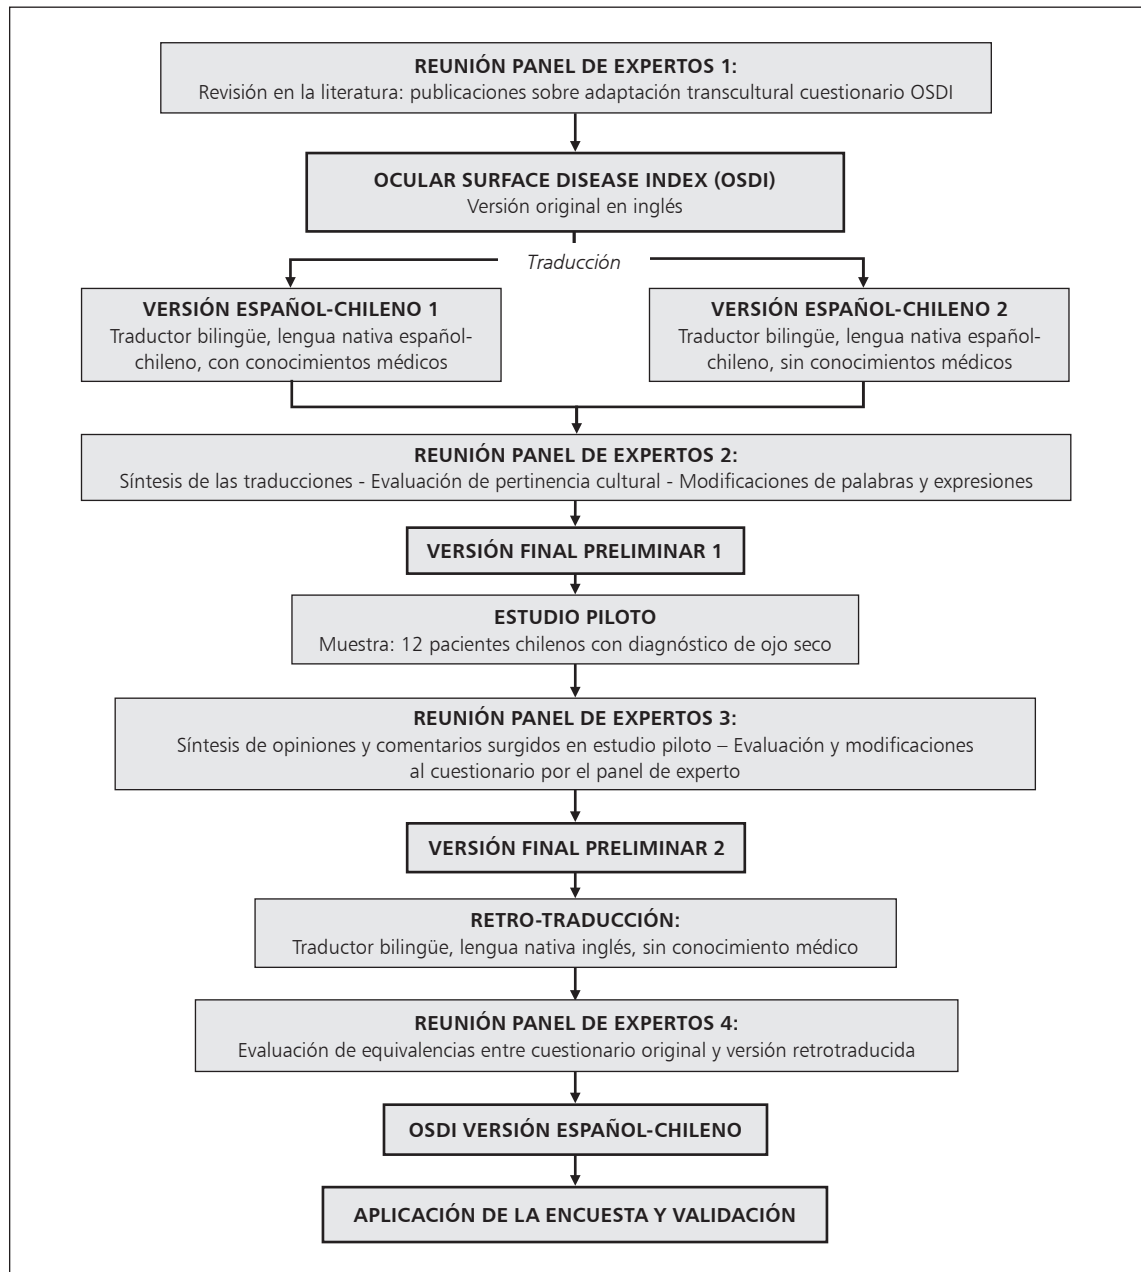 REUNIÓN PANEL DE EXPERTOS 1:
Revisión en la literatura: publicaciones sobre adaptación transcultural cuestionario OSDI
OCULAR SURFACE DISEASE INDEX (OSDI)
Versión original en inglés
Traducción
VERSIÓN ESPAÑOL-CHILENO 1
Traductor bilingüe, lengua nativa español-
chileno, con conocimientos médicos
VERSIÓN ESPAÑOL-CHILENO 2
Traductor bilingüe, lengua nativa español-
chileno, sin conocimientos médicos
REUNIÓN PANEL DE EXPERTOS 2:
Síntesis de las traducciones - Evaluación de pertinencia cultural - Modificaciones de palabras y expresiones
VERSIÓN FINAL PRELIMINAR 1
ESTUDIO PILOTO
Muestra: 12 pacientes chilenos con diagnóstico de ojo seco
REUNIÓN PANEL DE EXPERTOS 3:
Síntesis de opiniones y comentarios surgidos en estudio piloto – Evaluación y modificaciones
al cuestionario por el panel de experto
VERSIÓN FINAL PRELIMINAR 2
RETRO-TRADUCCIÓN:
Traductor bilingüe, lengua nativa inglés, sin conocimiento médico
REUNIÓN PANEL DE EXPERTOS 4:
Evaluación de equivalencias entre cuestionario original y versión retrotraducida
OSDI VERSIÓN ESPAÑOL-CHILENO
APLICACIÓN DE LA ENCUESTA Y VALIDACIÓN